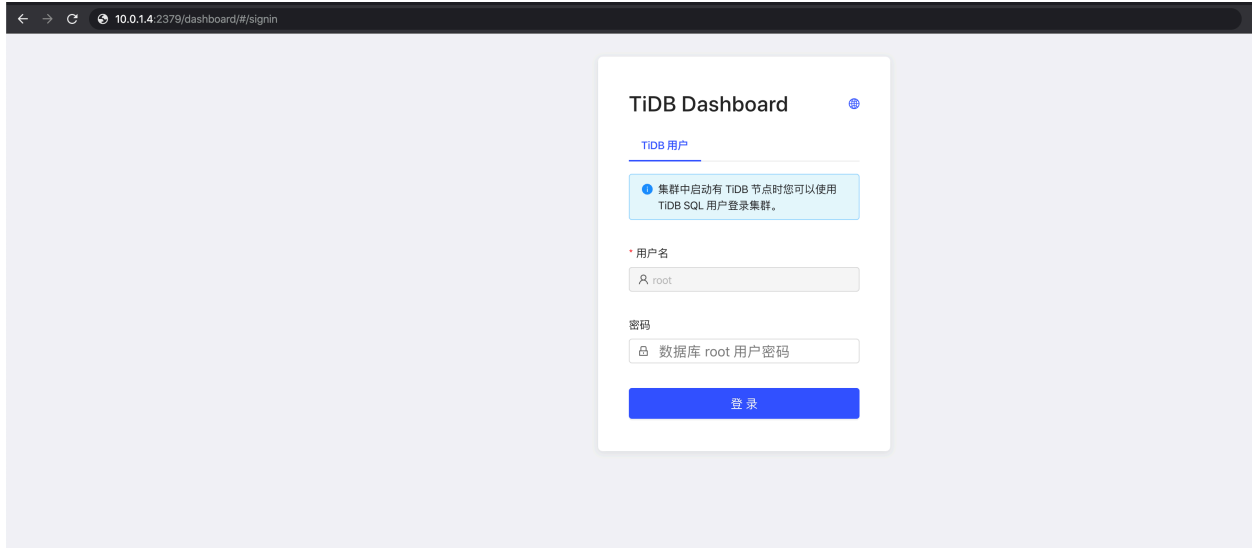 10.0.1.4:2379/dashboard/#/signin
TiDB Dashboard
TiDB 用户
集群中启动有 TiDB 节点时您可以使用
TiDB SQL 用户登录集群。
* 用户名
root
密码
数据库 root 用户密码
登 录